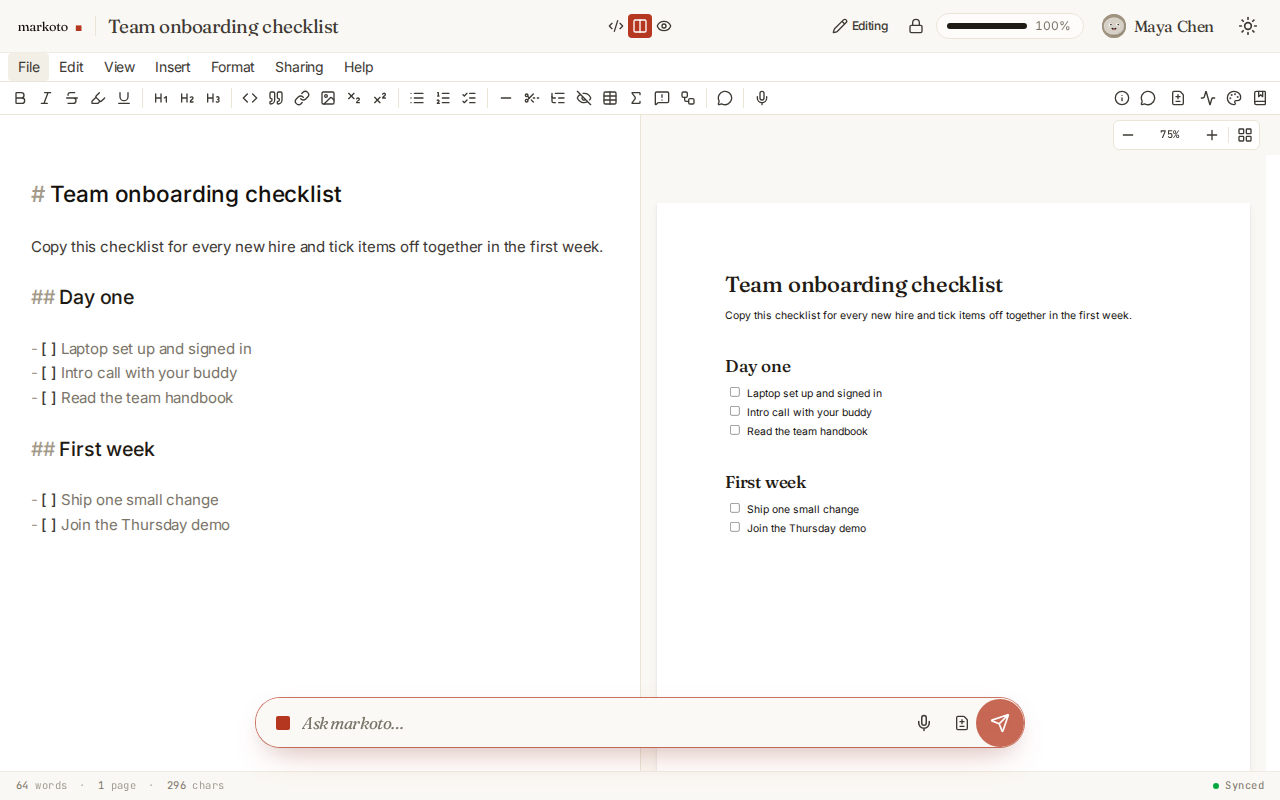 markoto
Team onboarding checklist
Editing
100%
Maya Chen
File Edit View Insert Format Sharing Help
H1 H2 H3
75%
# Team onboarding checklist
Copy this checklist for every new hire and tick items off together in the first week.
## Day one
- [ ] Laptop set up and signed in
- [ ] Intro call with your buddy
- [ ] Read the team handbook
## First week
- [ ] Ship one small change
- [ ] Join the Thursday demo
Team onboarding checklist
Copy this checklist for every new hire and tick items off together in the first week.
Day one
Laptop set up and signed in
Intro call with your buddy
Read the team handbook
First week
Ship one small change
Join the Thursday demo
Ask markoto...
64 words · 1 page · 296 chars
Synced